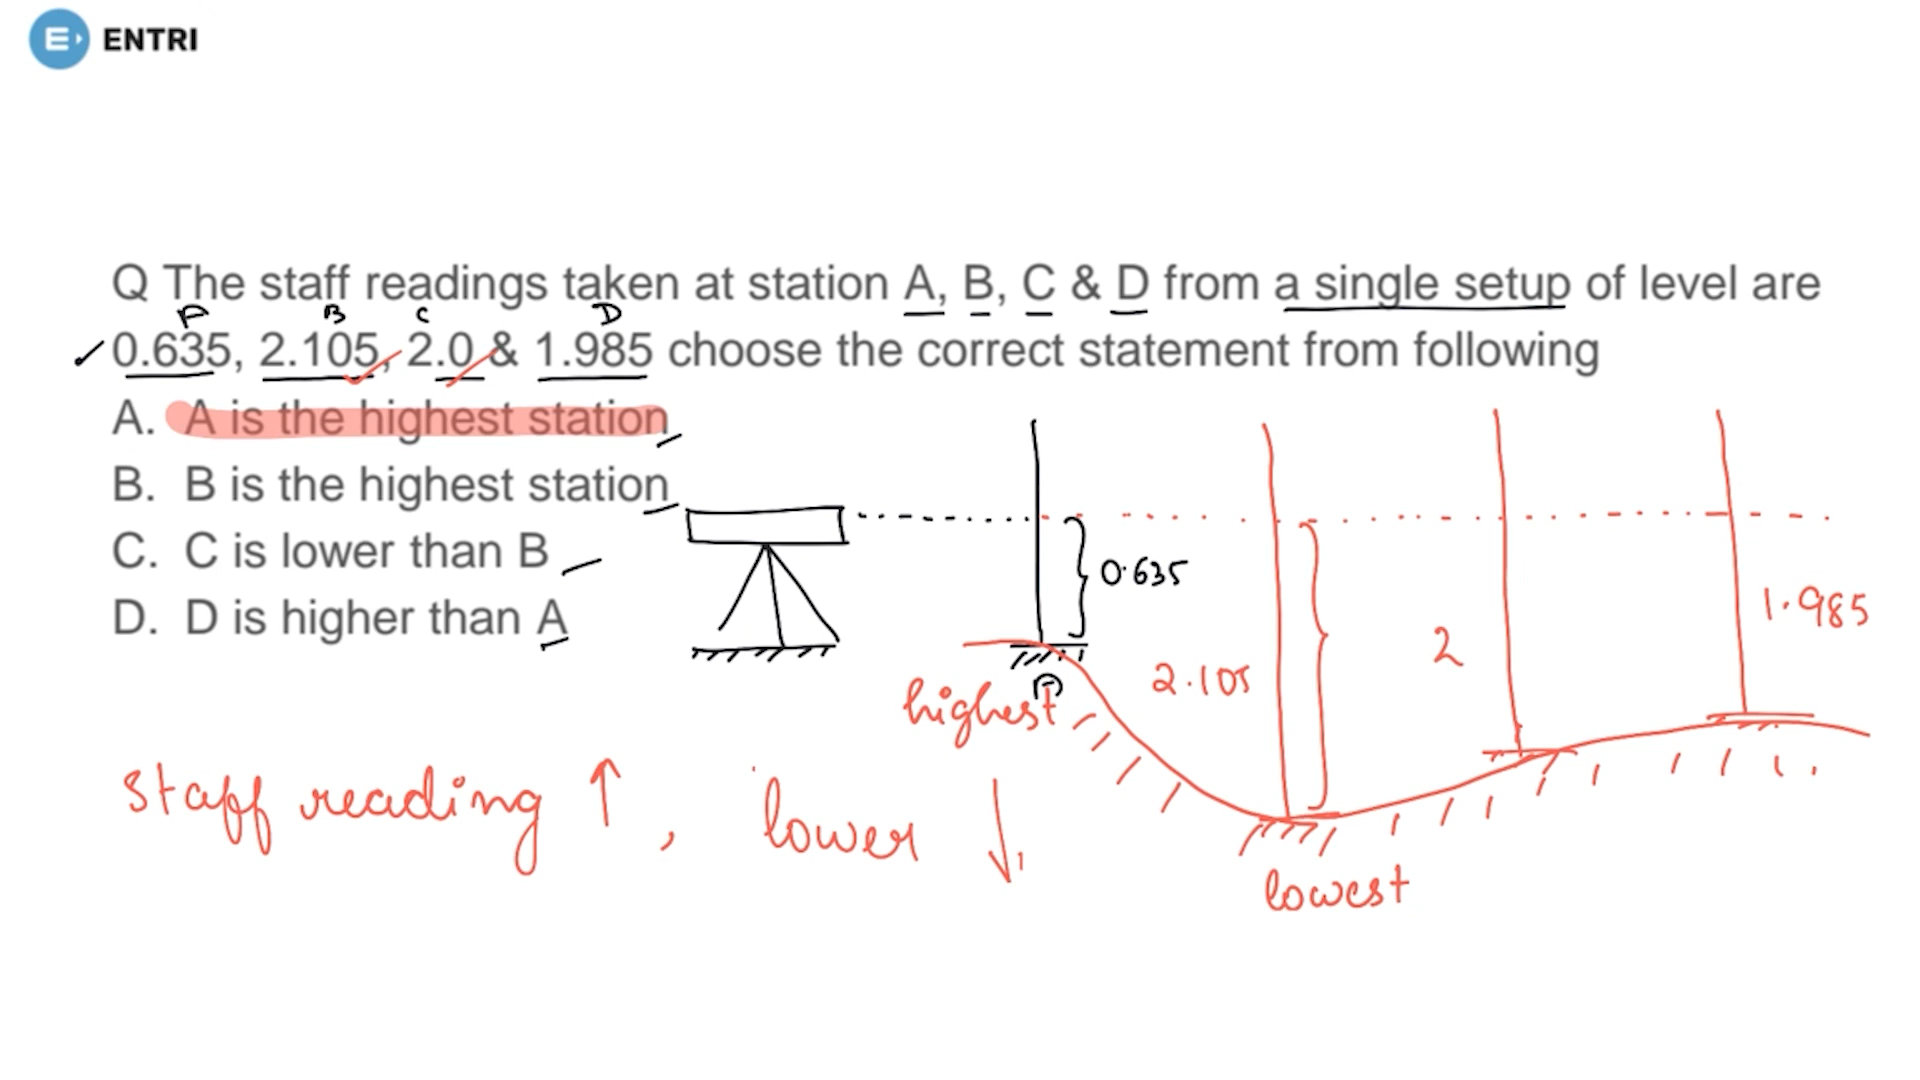 ENTRI
Q The staff readings taken at station A, B, C & D from a single setup of level are
A B C D
0.635, 2.105, 2.0 & 1.985 choose the correct statement from following
A. A is the highest station
B. B is the highest station
C. C is lower than B
D. D is higher than A
0.635
1.985
2
2.105
A
highest
staff reading ↑, lower ↓
lowest